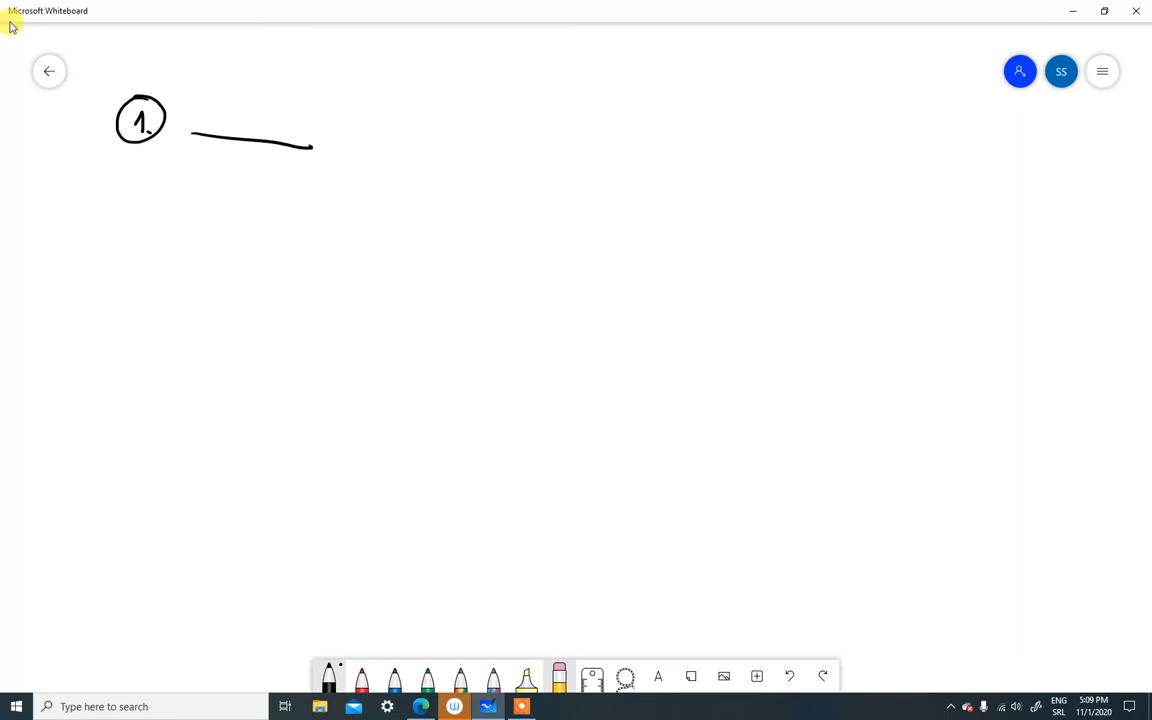 Microsoft Whiteboard
SS
1.
A
Type here to search
W
ENG
SRL
5:09 PM
11/1/2020